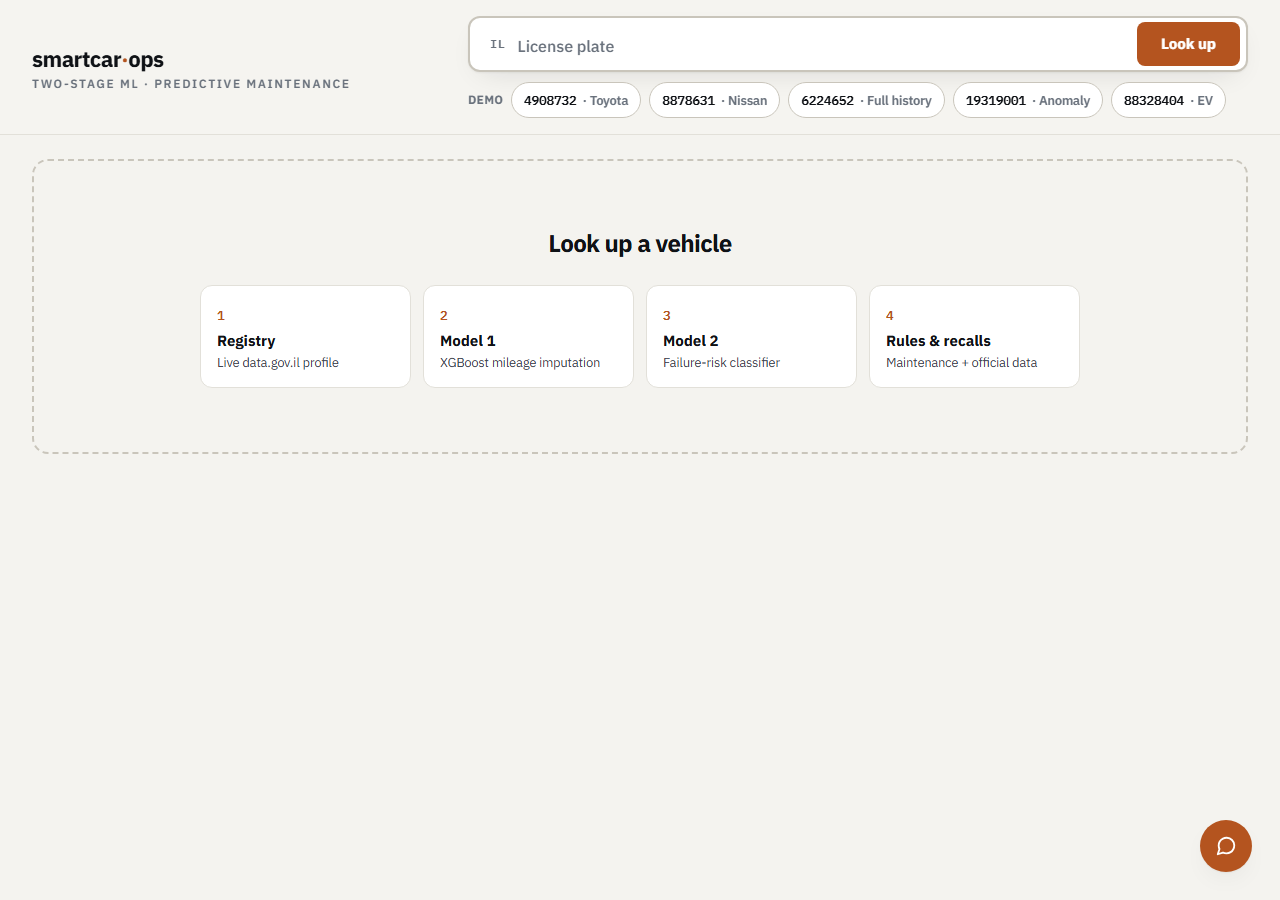 smartcar·ops
TWO-STAGE ML · PREDICTIVE MAINTENANCE
IL License plate
Look up
DEMO 4908732 · Toyota 8878631 · Nissan 6224652 · Full history 19319001 · Anomaly 88328404 · EV
Look up a vehicle
1
Registry
Live data.gov.il profile
2
Model 1
XGBoost mileage imputation
3
Model 2
Failure-risk classifier
4
Rules & recalls
Maintenance + official data